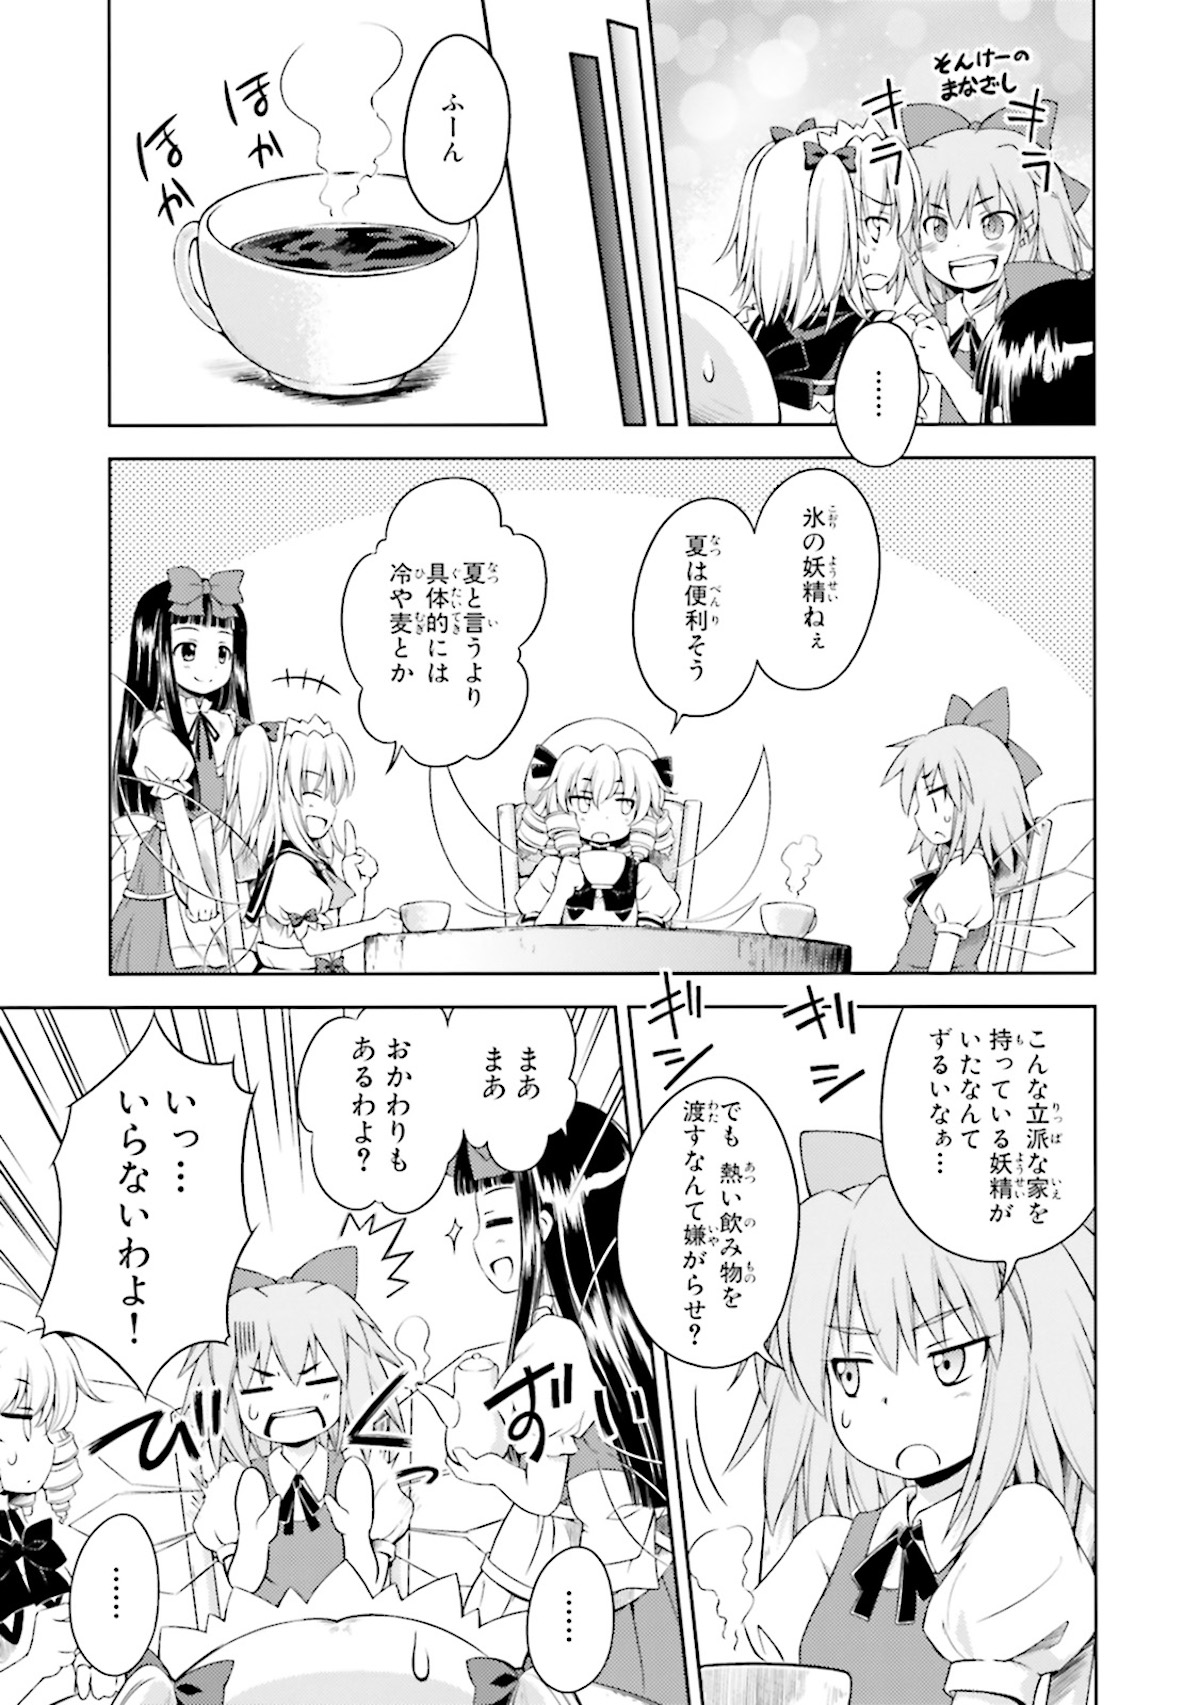 そんけーの
まなざし
キラ
キラ
……
ふーん
ほか
ほか
氷の妖精ねぇ
夏は便利そう
夏と言うより
具体的には
冷や麦とか
こんな立派な家を
持っている妖精が
いたなんて
ずるいなぁ…
でも 熱い飲み物を
渡すなんて嫌がらせ？
ギギ
ギギ
まあ
まあ
おかわりも
あるわよ？
ずい
びくっ
いっ…
いらないわよ！
……
……